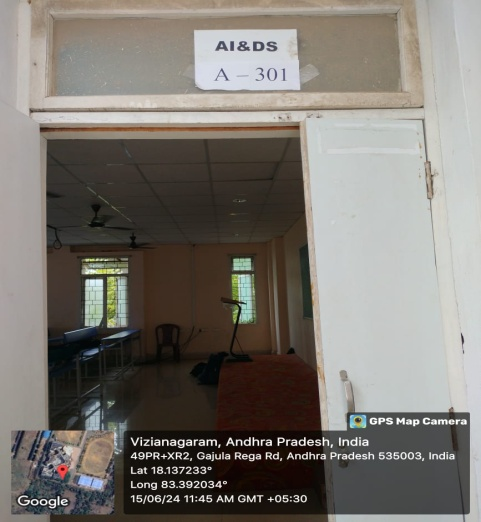 AI&DS
A – 301
GPS Map Camera
Vizianagaram, Andhra Pradesh, India
49PR+XR2, Gajula Rega Rd, Andhra Pradesh 535003, India
Lat 18.137233°
Long 83.392034°
15/06/24 11:45 AM GMT +05:30
Google